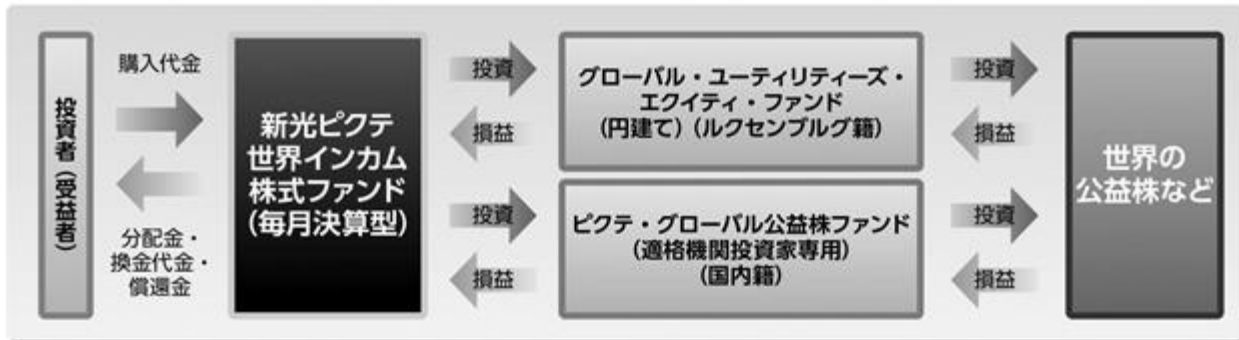 投資者(受益者)
購入代金
分配金・
換金代金・
償還金
新光ピクテ
世界インカム
株式ファンド
(毎月決算型)
投資
損益
投資
損益
グローバル・ユーティリティーズ・
エクイティ・ファンド
(円建て)(ルクセンブルグ籍)
ピクテ・グローバル公益株ファンド
(適格機関投資家専用)
(国内籍)
投資
損益
投資
損益
世界の
公益株など